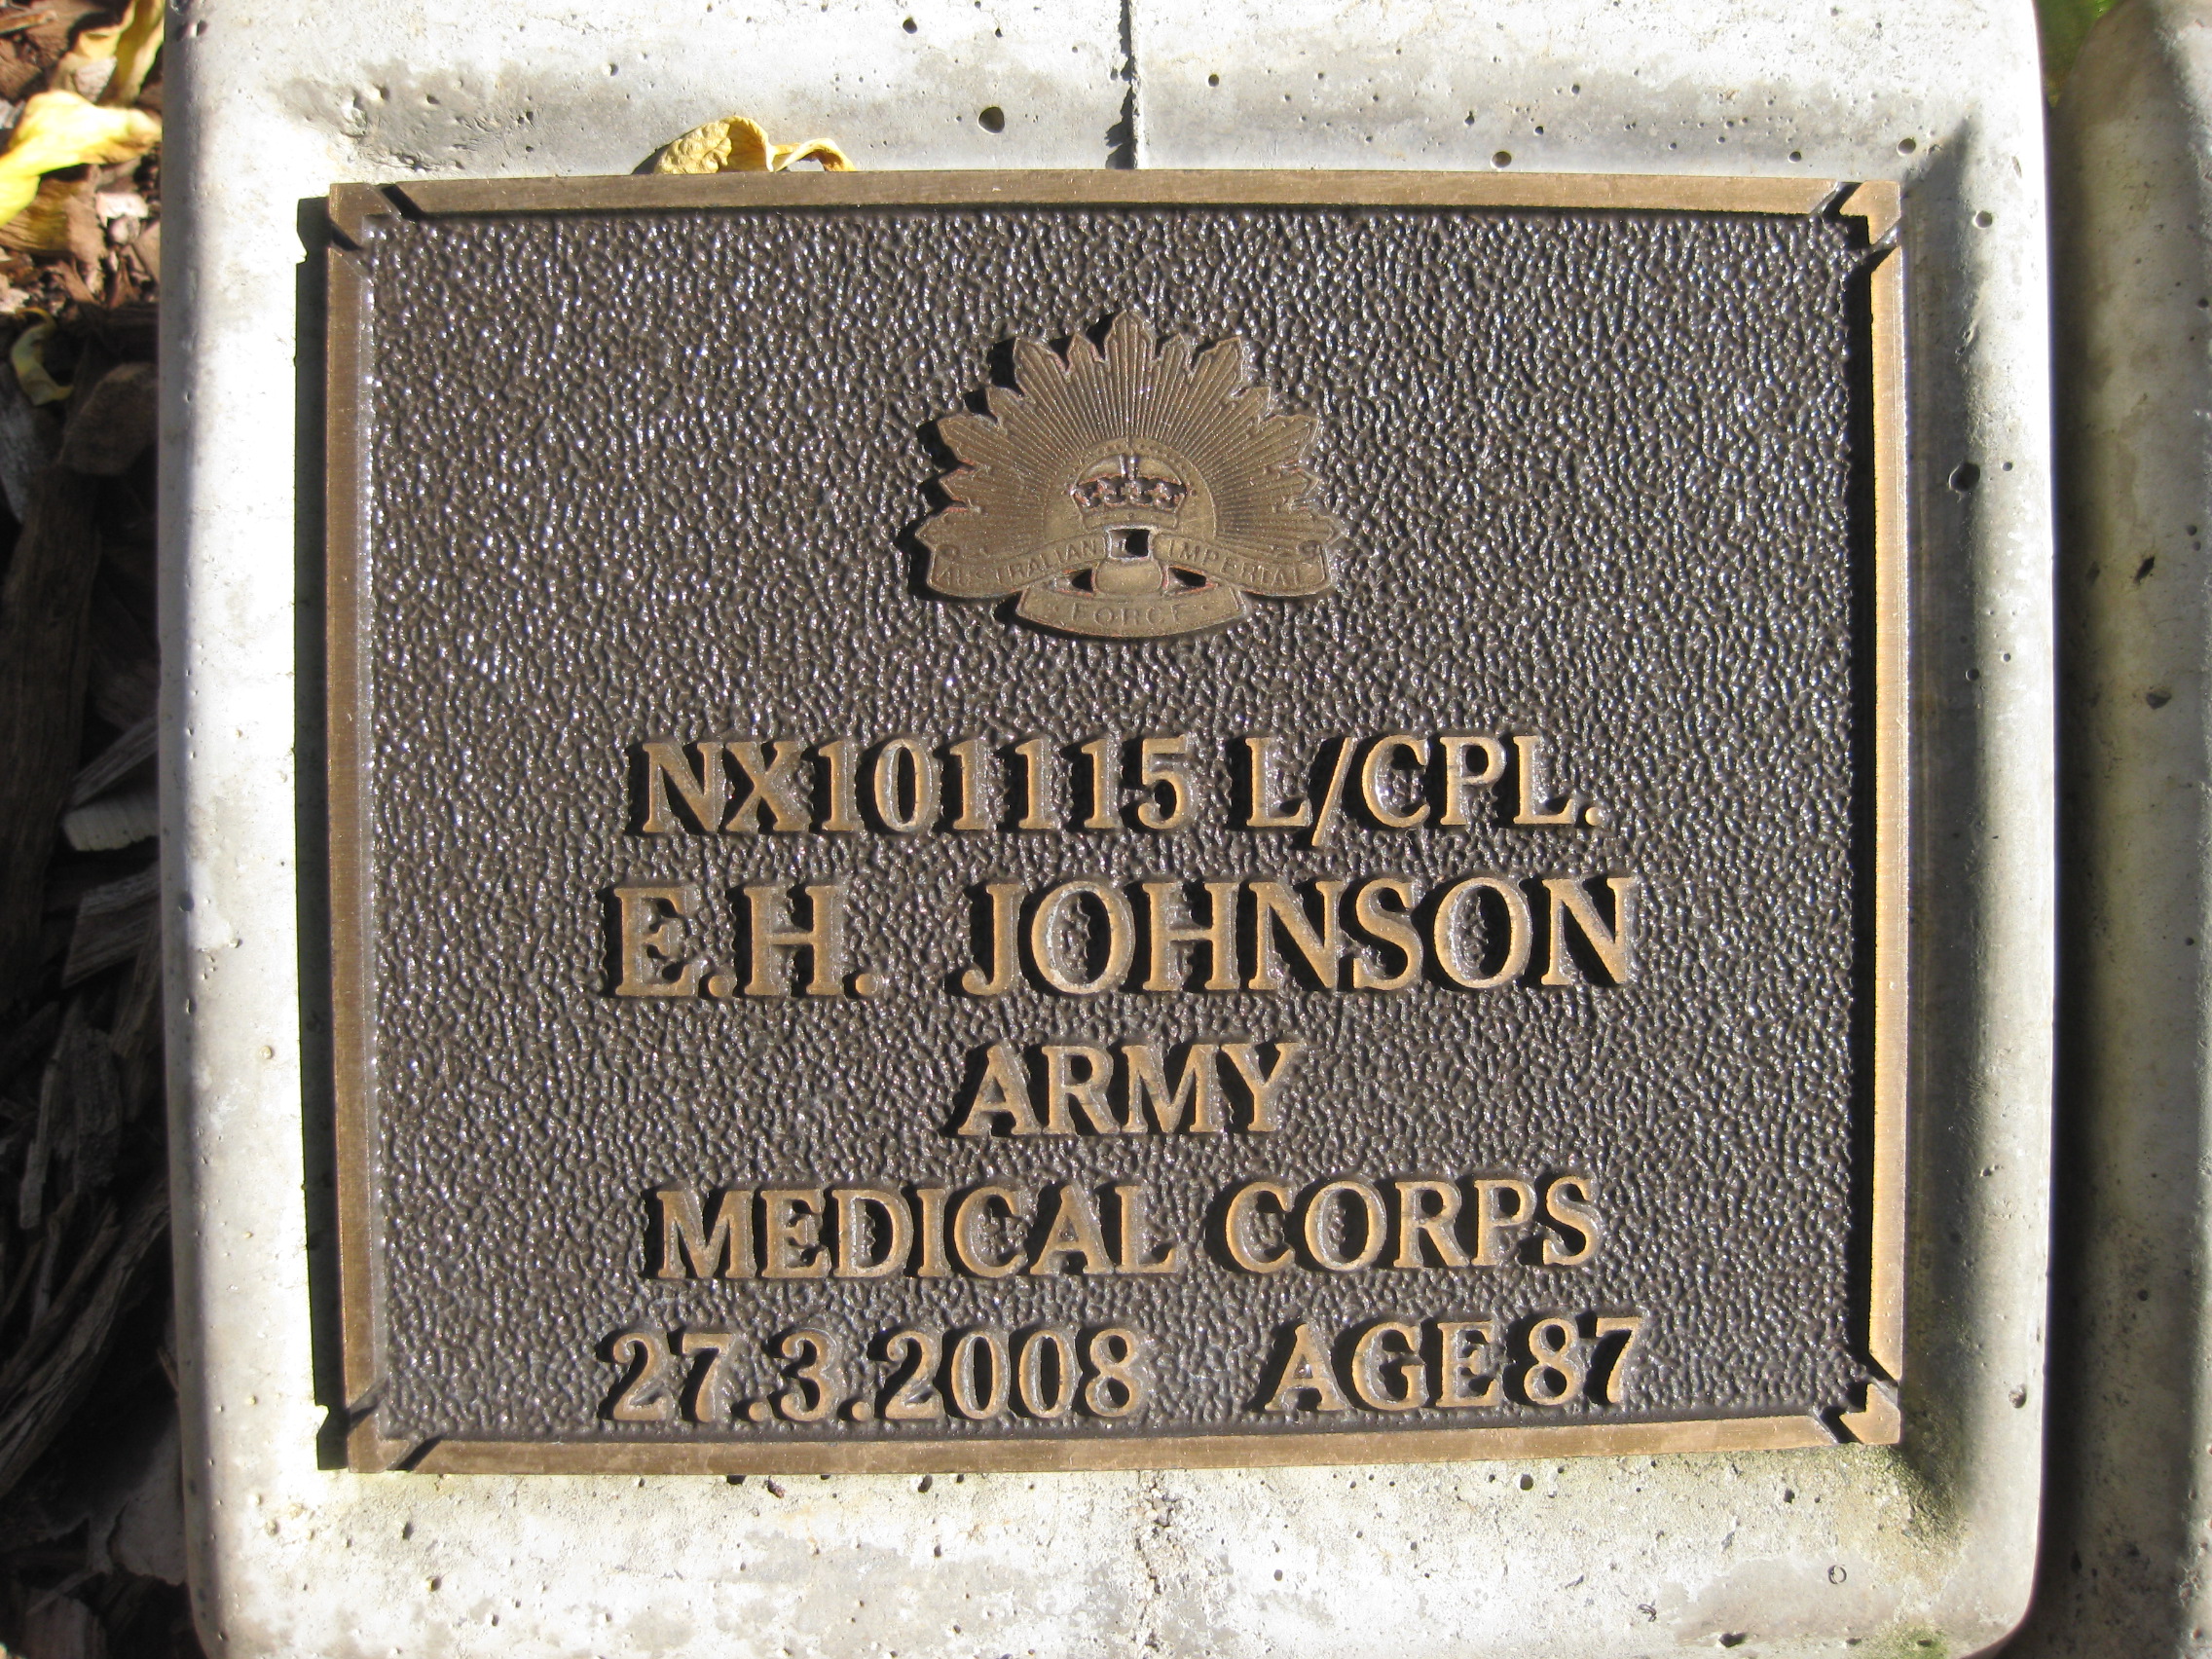 AUSTRALIAN IMPERIAL
FORCE
NX101115 L/CPL.
E.H. JOHNSON
ARMY
MEDICAL CORPS
27.3.2008 AGE 87